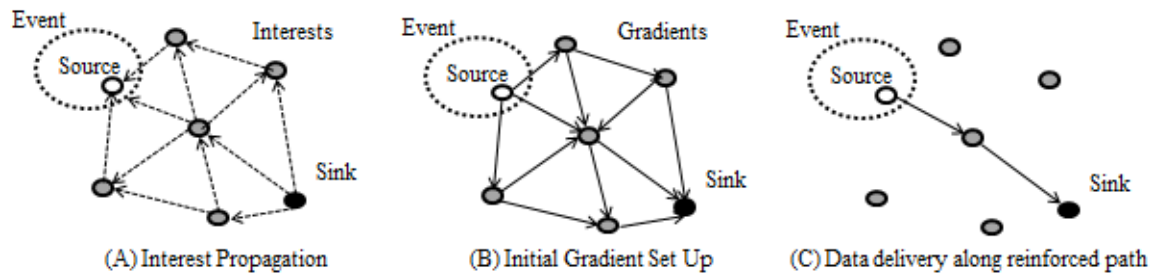 Event
Interests
Source
Sink
(A) Interest Propagation
Event
Gradients
Source
Sink
(B) Initial Gradient Set Up
Event
Source
Sink
(C) Data delivery along reinforced path